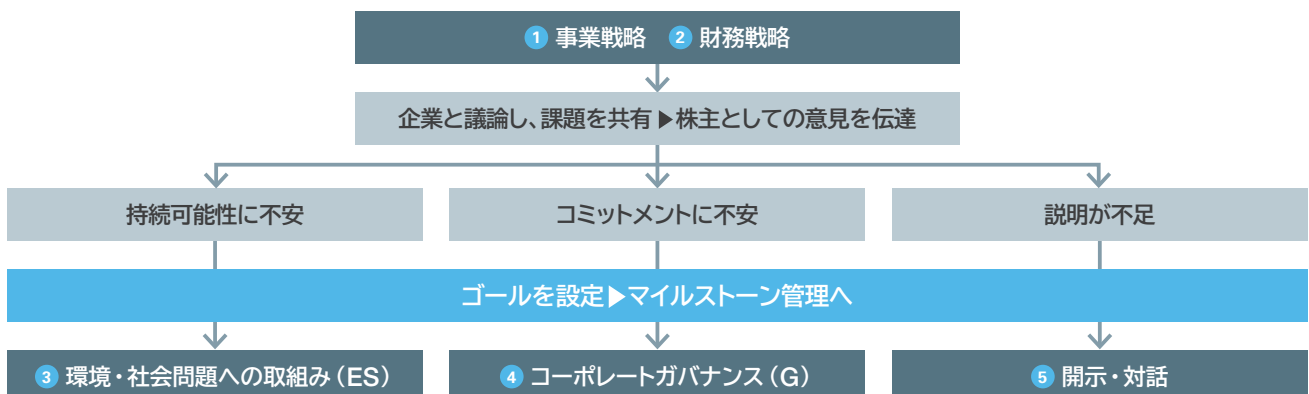 1 事業戦略 2 財務戦略
企業と議論し、課題を共有▶株主としての意見を伝達
持続可能性に不安
コミットメントに不安
説明が不足
ゴールを設定▶マイルストーン管理へ
3 環境・社会問題への取組み（ES）
4 コーポレートガバナンス（G）
5 開示・対話